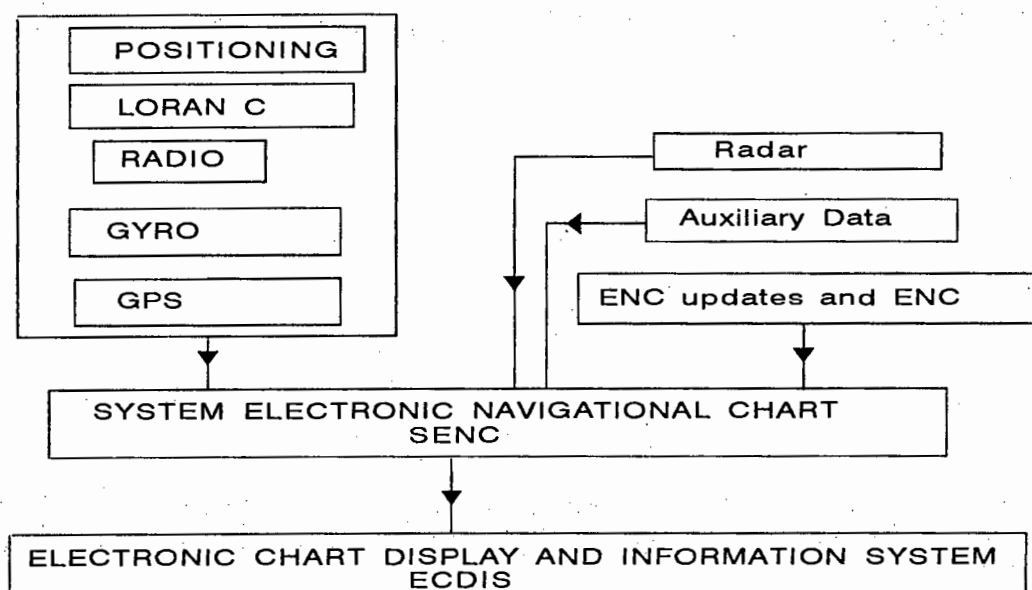 POSITIONING
LORAN C
RADIO
GYRO
GPS
Radar
Auxiliary Data
ENC updates and ENC
SYSTEM ELECTRONIC NAVIGATIONAL CHART
SENC
ELECTRONIC CHART DISPLAY AND INFORMATION SYSTEM
ECDIS